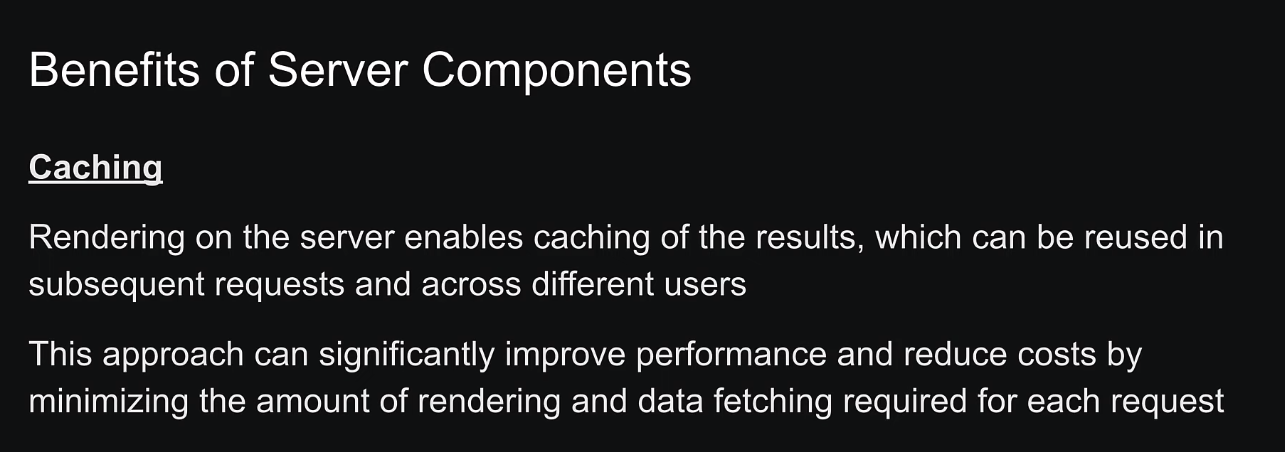 Benefits of Server Components
Caching
Rendering on the server enables caching of the results, which can be reused in
subsequent requests and across different users
This approach can significantly improve performance and reduce costs by
minimizing the amount of rendering and data fetching required for each request